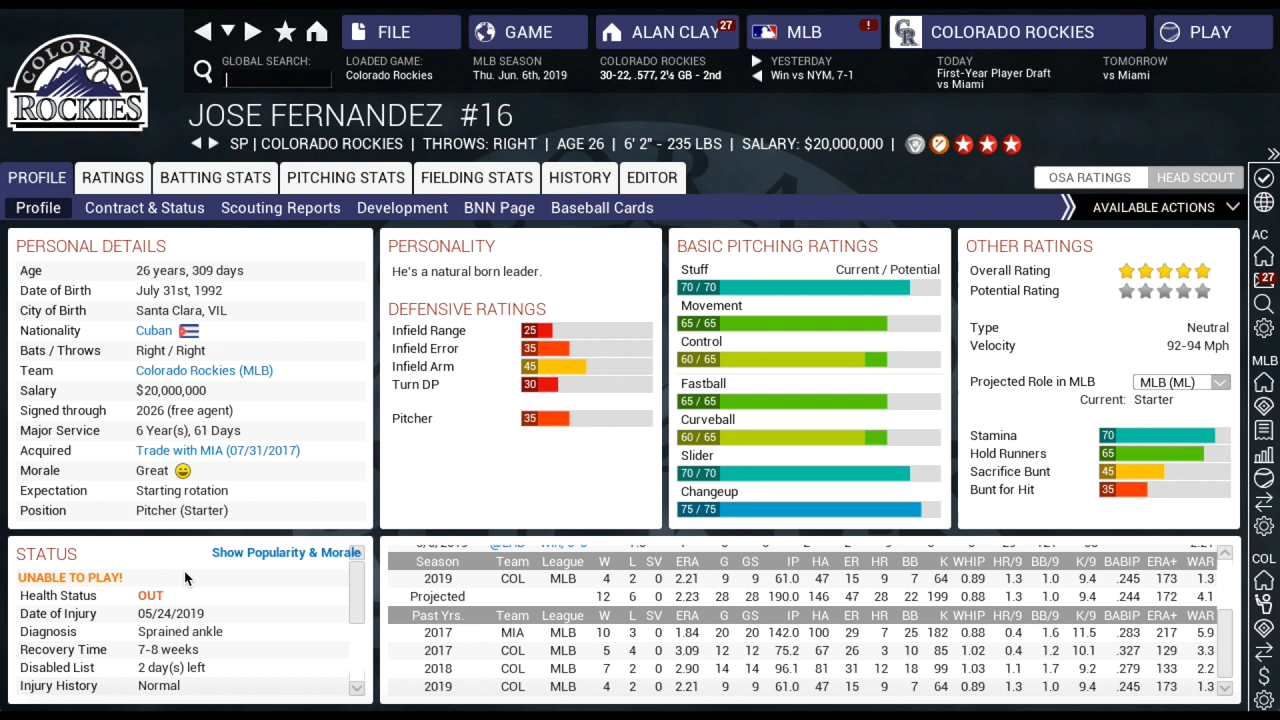 COLORADO
ROCKIES
FILE
GAME
ALAN CLAY
27
MLB
!
COLORADO ROCKIES
PLAY
GLOBAL SEARCH:
LOADED GAME:
Colorado Rockies
MLB SEASON
Thu. Jun. 6th, 2019
COLORADO ROCKIES
30-22, .577, 2½ GB - 2nd
YESTERDAY
Win vs NYM, 7-1
TODAY
First-Year Player Draft
vs Miami
TOMORROW
vs Miami
JOSE FERNANDEZ #16
SP | COLORADO ROCKIES | THROWS: RIGHT | AGE 26 | 6' 2" - 235 LBS | SALARY: $20,000,000 |
PROFILE RATINGS BATTING STATS PITCHING STATS FIELDING STATS HISTORY EDITOR
OSA RATINGS HEAD SCOUT
Profile Contract & Status Scouting Reports Development BNN Page Baseball Cards
AVAILABLE ACTIONS
PERSONAL DETAILS
Age 26 years, 309 days
Date of Birth July 31st, 1992
City of Birth Santa Clara, VIL
Nationality Cuban
Bats / Throws Right / Right
Team Colorado Rockies (MLB)
Salary $20,000,000
Signed through 2026 (free agent)
Major Service 6 Year(s), 61 Days
Acquired Trade with MIA (07/31/2017)
Morale Great
Expectation Starting rotation
Position Pitcher (Starter)
PERSONALITY
He's a natural born leader.
DEFENSIVE RATINGS
Infield Range 25
Infield Error 35
Infield Arm 45
Turn DP 30
Pitcher 35
BASIC PITCHING RATINGS
Stuff Current / Potential
70 / 70
Movement
65 / 65
Control
60 / 65
Fastball
65 / 65
Curveball
60 / 65
Slider
70 / 70
Changeup
75 / 75
OTHER RATINGS
Overall Rating
Potential Rating
Type Neutral
Velocity 92-94 Mph
Projected Role in MLB MLB (ML)
Current: Starter
Stamina 70
Hold Runners 65
Sacrifice Bunt 45
Bunt for Hit 35
AC
27
MLB
COL
STATUS
Show Popularity & Morale
UNABLE TO PLAY!
Health Status OUT
Date of Injury 05/24/2019
Diagnosis Sprained ankle
Recovery Time 7-8 weeks
Disabled List 2 day(s) left
Injury History Normal
Season Team League W L SV ERA G GS IP HA ER HR BB K WHIP HR/9 BB/9 K/9 BABIP ERA+ WAR
2019 COL MLB 4 2 0 2.21 9 9 61.0 47 15 9 7 64 0.89 1.3 1.0 9.4 .245 173 1.3
Projected 12 6 0 2.23 28 28 190.0 146 47 28 22 199 0.88 1.3 1.0 9.4 .244 172 4.1
Past Yrs. Team League W L SV ERA G GS IP HA ER HR BB K WHIP HR/9 BB/9 K/9 BABIP ERA+ WAR
2017 MIA MLB 10 3 0 1.84 20 20 142.0 100 29 7 25 182 0.88 0.4 1.6 11.5 .283 217 5.9
2017 COL MLB 5 4 0 3.09 12 12 75.2 67 26 3 10 85 1.02 0.4 1.2 10.1 .327 129 3.3
2018 COL MLB 7 2 0 2.90 14 14 96.1 81 31 12 18 99 1.03 1.1 1.7 9.2 .279 133 2.2
2019 COL MLB 4 2 0 2.21 9 9 61.0 47 15 9 7 64 0.89 1.3 1.0 9.4 .245 173 1.3